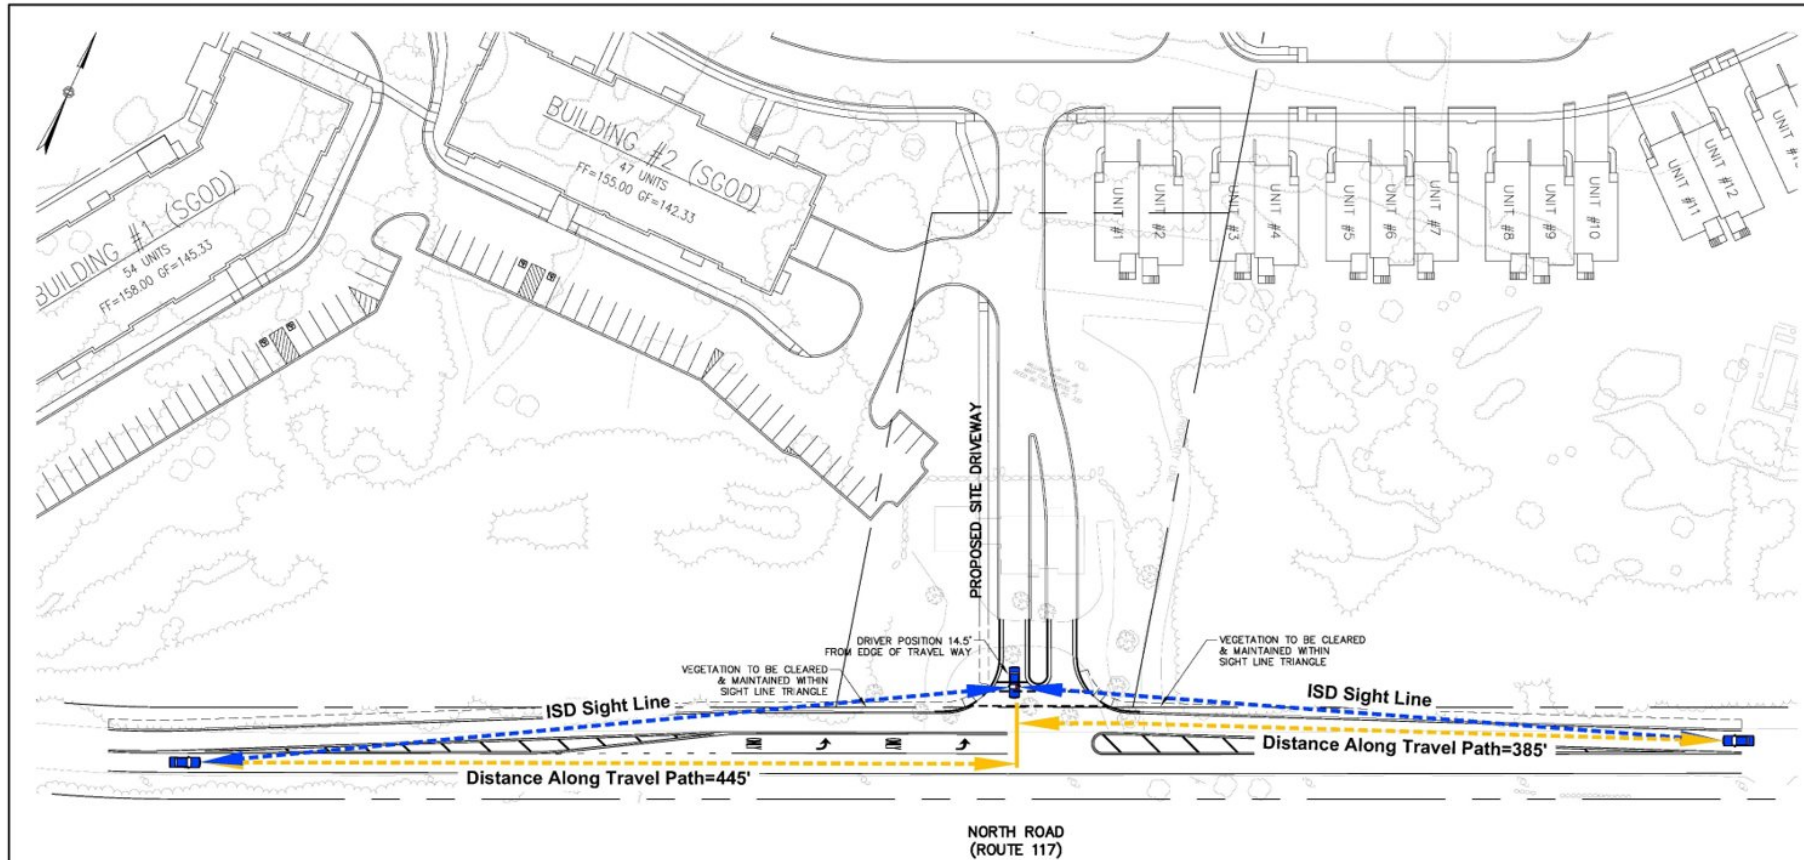 BUILDING #1 (SGOD)
54 UNITS
FF=158.00 GF=145.33
BUILDING #2 (SGOD)
47 UNITS
FF=155.00 GF=142.33
UNIT
#1
UNIT
#2
UNIT
#3
UNIT
#4
UNIT
#5
UNIT
#6
UNIT
#7
UNIT
#8
UNIT
#9
UNIT
#10
UNIT #11
UNIT #12
PROPOSED SITE DRIVEWAY
DRIVER POSITION 14.5'
FROM EDGE OF TRAVEL WAY
VEGETATION TO BE CLEARED
& MAINTAINED WITHIN
SIGHT LINE TRIANGLE
VEGETATION TO BE CLEARED
& MAINTAINED WITHIN
SIGHT LINE TRIANGLE
ISD Sight Line
ISD Sight Line
ONLY
ONLY
Distance Along Travel Path=385'
Distance Along Travel Path=445'
NORTH ROAD
(ROUTE 117)